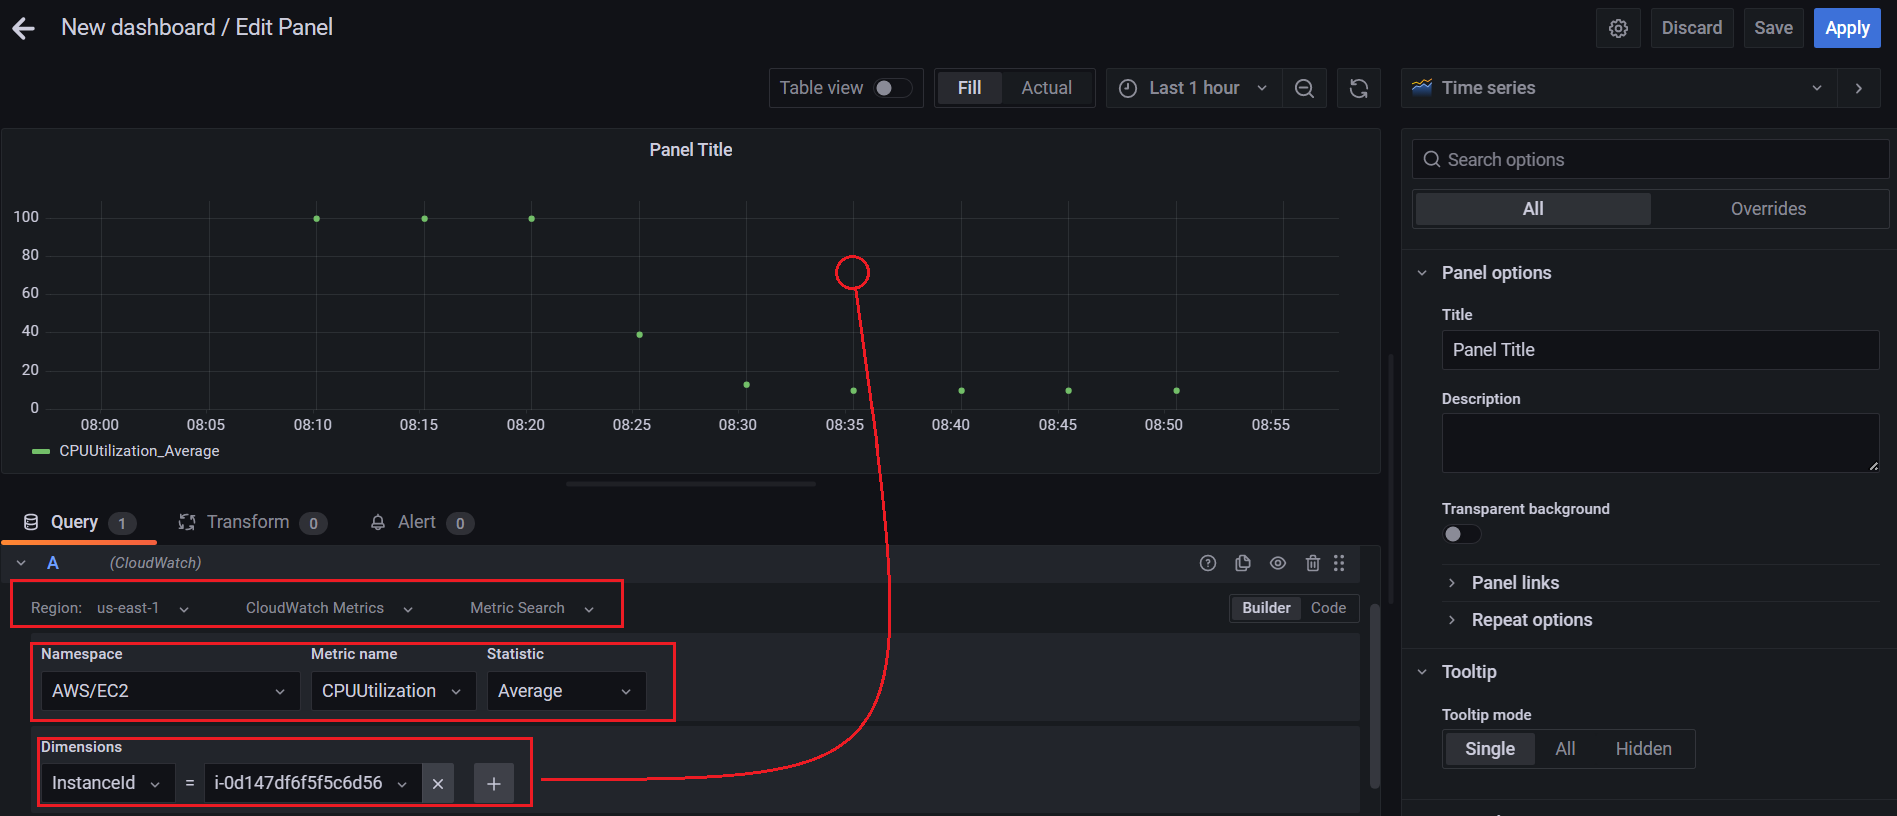 New dashboard / Edit Panel
Discard
Save
Apply
Table view
Fill
Actual
Last 1 hour
Time series
Panel Title
100
80
60
40
20
0
08:00 08:05 08:10 08:15 08:20 08:25 08:30 08:35 08:40 08:45 08:50 08:55
CPUUtilization_Average
Query 1
Transform 0
Alert 0
A (CloudWatch)
Region: us-east-1 CloudWatch Metrics Metric Search
Builder Code
Namespace Metric name Statistic
AWS/EC2 CPUUtilization Average
Dimensions
InstanceId = i-0d147df6f5f5c6d56
Search options
All Overrides
Panel options
Title
Panel Title
Description
Transparent background
Panel links
Repeat options
Tooltip
Tooltip mode
Single All Hidden